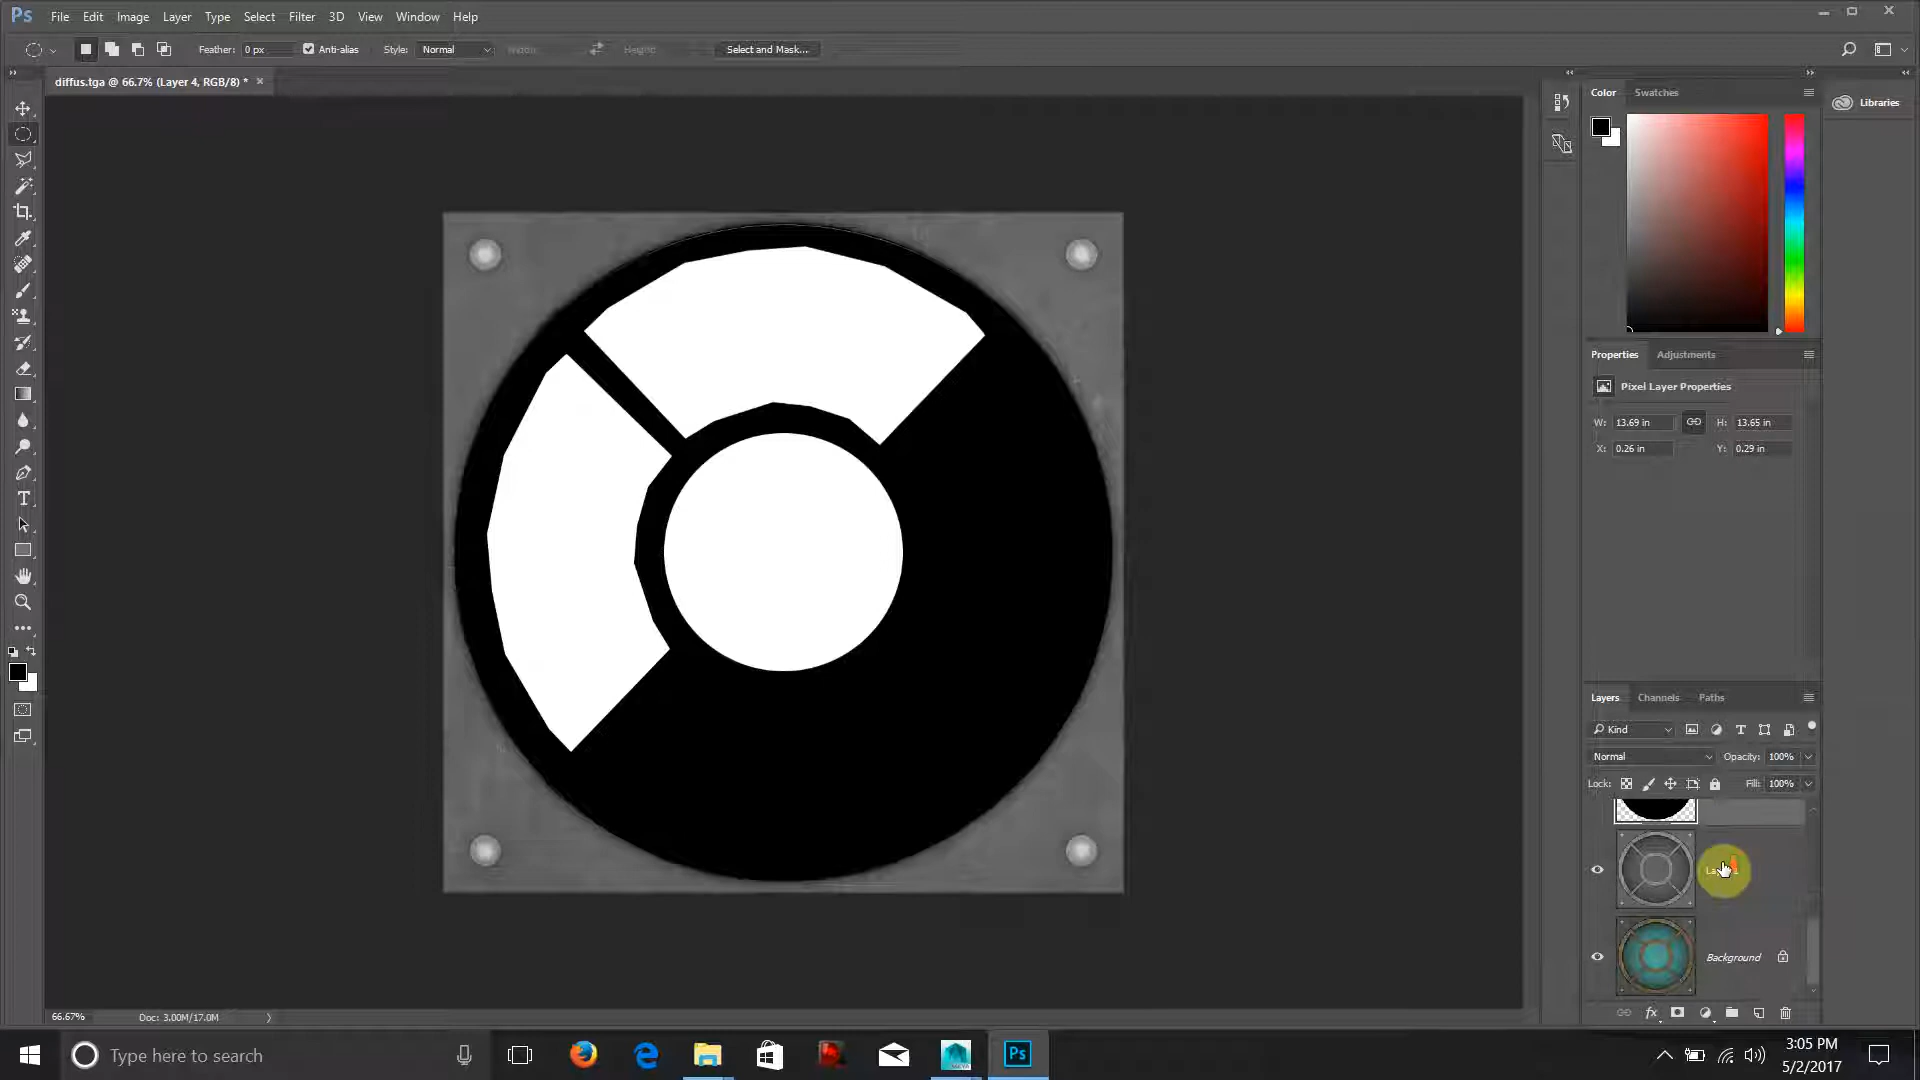 Ps File Edit Image Layer Type Select Filter 3D View Window Help
Feather: 0 px Anti-alias Style: Normal Width: Height: Select and Mask...
diffus.tga @ 66.7% (Layer 4, RGB/8) * ×
Color Swatches
Libraries
Properties Adjustments
Pixel Layer Properties
W: 13.69 in H: 13.65 in
X: 0.26 in Y: 0.29 in
Layers Channels Paths
Kind
Normal Opacity: 100%
Lock: Fill: 100%
Background
66.67% Doc: 3.00M/17.0M
Type here to search
Ps
3:05 PM
5/2/2017